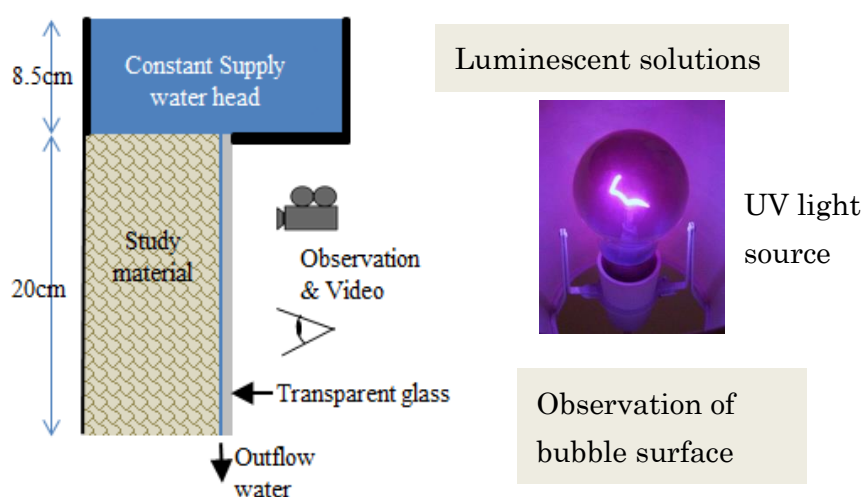 8.5cm
Constant Supply
water head
20cm
Study
material
Observation
& Video
Transparent glass
Outflow
water
Luminescent solutions
UV light
source
Observation of
bubble surface